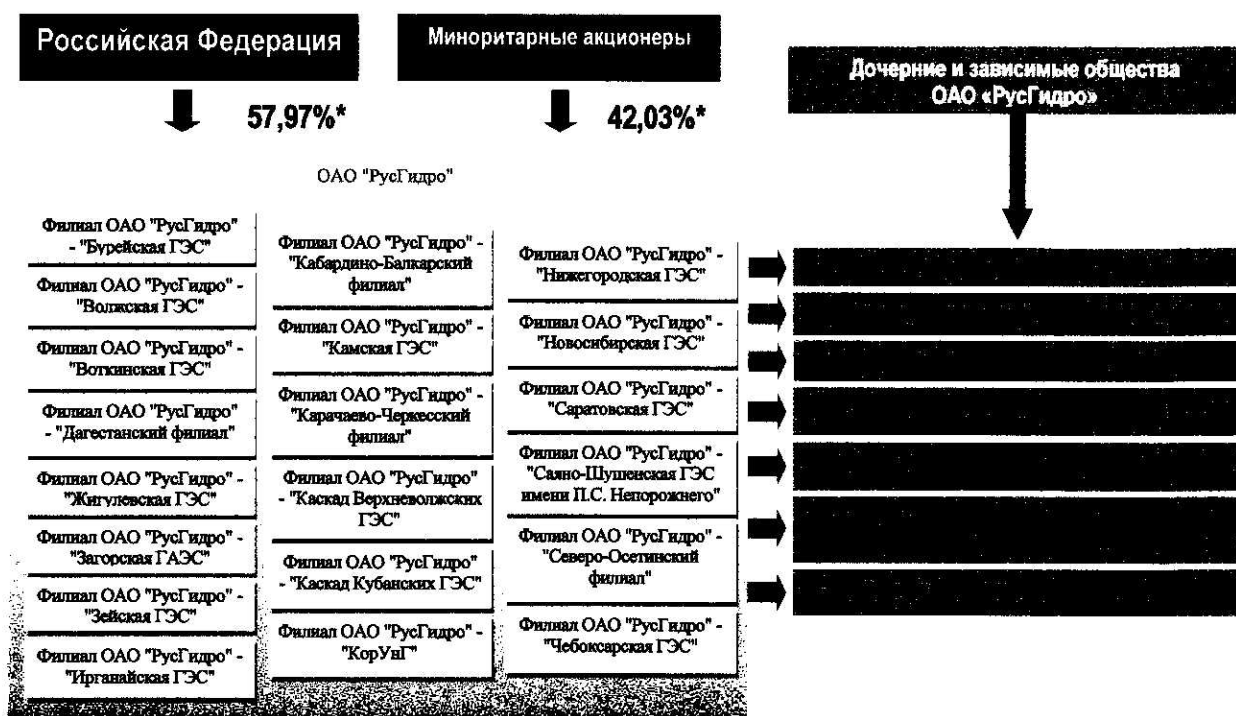 Российская Федерация
Миноритарные акционеры
Дочерние и зависимые общества
ОАО «РусГидро»
57,97%*
42,03%*
ОАО "РусГидро"
Филиал ОАО "РусГидро"
- "Бурейская ГЭС"
Филиал ОАО "РусГидро" -
"Волжская ГЭС"
Филиал ОАО "РусГидро" -
"Воткинская ГЭС"
Филиал ОАО "РусГидро"
- "Дагестанский филиал"
Филиал ОАО "РусГидро" -
"Жигулевская ГЭС"
Филиал ОАО "РусГидро" -
"Загорская ГАЭС"
Филиал ОАО "РусГидро" -
"Зейская ГЭС"
Филиал ОАО "РусГидро" -
"Ирганайская ГЭС"
Филиал ОАО "РусГидро" -
"Кабардино-Балкарский
филиал"
Филиал ОАО "РусГидро" -
"Камская ГЭС"
Филиал ОАО "РусГидро" -
"Карачаево-Черкесский
филиал"
Филиал ОАО "РусГидро"
- "Каскад Верхневолжских
ГЭС"
Филиал ОАО "РусГидро"
- "Каскад Кубанских ГЭС"
Филиал ОАО "РусГидро" -
"КорУнГ"
Филиал ОАО "РусГидро" -
"Нижегородская ГЭС"
Филиал ОАО "РусГидро" -
"Новосибирская ГЭС"
Филиал ОАО "РусГидро" -
"Саратовская ГЭС"
Филиал ОАО "РусГидро" -
"Саяно-Шушенская ГЭС
имени П.С. Непорожнего"
Филиал ОАО "РусГидро" -
"Северо-Осетинский
филиал"
Филиал ОАО "РусГидро" -
"Чебоксарская ГЭС"